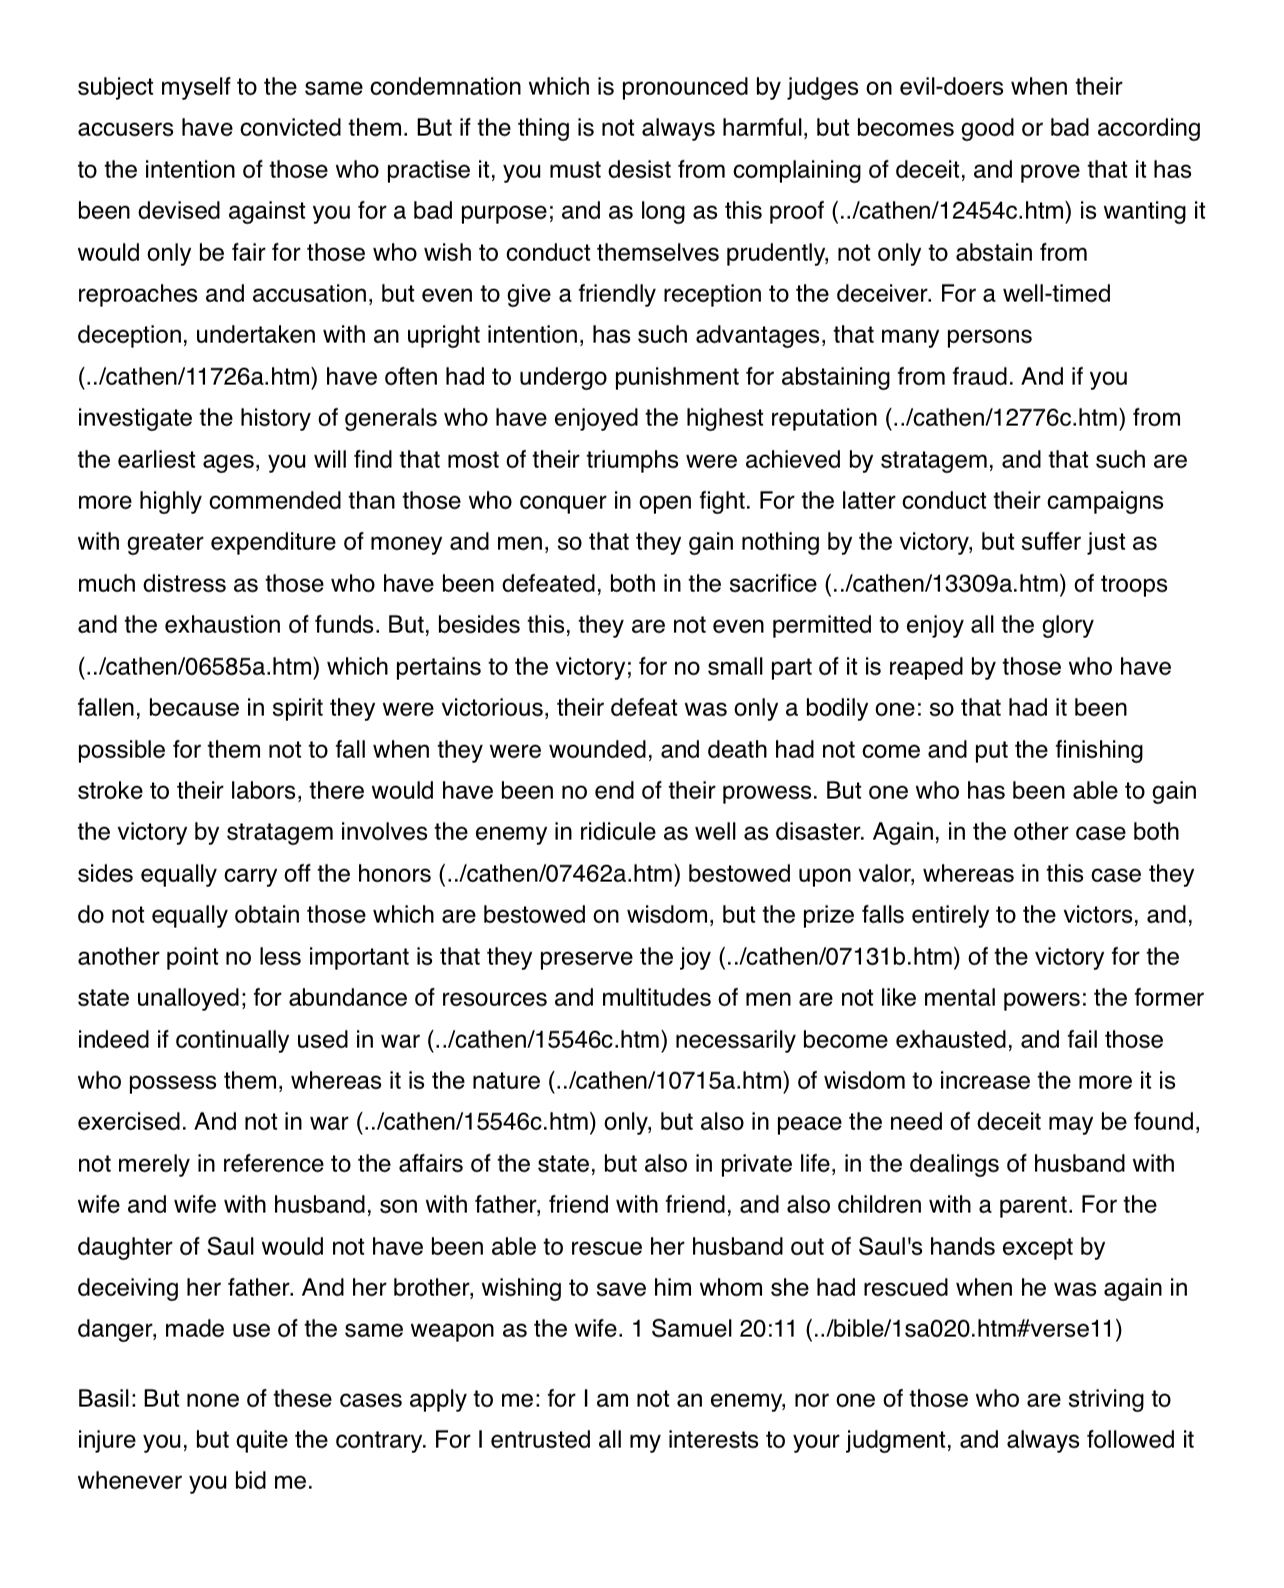 subject myself to the same condemnation which is pronounced by judges on evil-doers when their
accusers have convicted them. But if the thing is not always harmful, but becomes good or bad according
to the intention of those who practise it, you must desist from complaining of deceit, and prove that it has
been devised against you for a bad purpose; and as long as this proof (../cathen/12454c.htm) is wanting it
would only be fair for those who wish to conduct themselves prudently, not only to abstain from
reproaches and accusation, but even to give a friendly reception to the deceiver. For a well-timed
deception, undertaken with an upright intention, has such advantages, that many persons
(../cathen/11726a.htm) have often had to undergo punishment for abstaining from fraud. And if you
investigate the history of generals who have enjoyed the highest reputation (../cathen/12776c.htm) from
the earliest ages, you will find that most of their triumphs were achieved by stratagem, and that such are
more highly commended than those who conquer in open fight. For the latter conduct their campaigns
with greater expenditure of money and men, so that they gain nothing by the victory, but suffer just as
much distress as those who have been defeated, both in the sacrifice (../cathen/13309a.htm) of troops
and the exhaustion of funds. But, besides this, they are not even permitted to enjoy all the glory
(../cathen/06585a.htm) which pertains to the victory; for no small part of it is reaped by those who have
fallen, because in spirit they were victorious, their defeat was only a bodily one: so that had it been
possible for them not to fall when they were wounded, and death had not come and put the finishing
stroke to their labors, there would have been no end of their prowess. But one who has been able to gain
the victory by stratagem involves the enemy in ridicule as well as disaster. Again, in the other case both
sides equally carry off the honors (../cathen/07462a.htm) bestowed upon valor, whereas in this case they
do not equally obtain those which are bestowed on wisdom, but the prize falls entirely to the victors, and,
another point no less important is that they preserve the joy (../cathen/07131b.htm) of the victory for the
state unalloyed; for abundance of resources and multitudes of men are not like mental powers: the former
indeed if continually used in war (../cathen/15546c.htm) necessarily become exhausted, and fail those
who possess them, whereas it is the nature (../cathen/10715a.htm) of wisdom to increase the more it is
exercised. And not in war (../cathen/15546c.htm) only, but also in peace the need of deceit may be found,
not merely in reference to the affairs of the state, but also in private life, in the dealings of husband with
wife and wife with husband, son with father, friend with friend, and also children with a parent. For the
daughter of Saul would not have been able to rescue her husband out of Saul's hands except by
deceiving her father. And her brother, wishing to save him whom she had rescued when he was again in
danger, made use of the same weapon as the wife. 1 Samuel 20:11 (../bible/1sa020.htm#verse11)
Basil: But none of these cases apply to me: for I am not an enemy, nor one of those who are striving to
injure you, but quite the contrary. For I entrusted all my interests to your judgment, and always followed it
whenever you bid me.